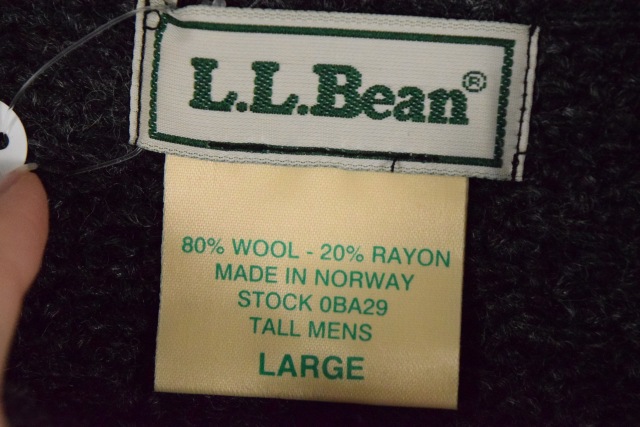 L.L.Bean®
80% WOOL - 20% RAYON
MADE IN NORWAY
STOCK 0BA29
TALL MENS
LARGE